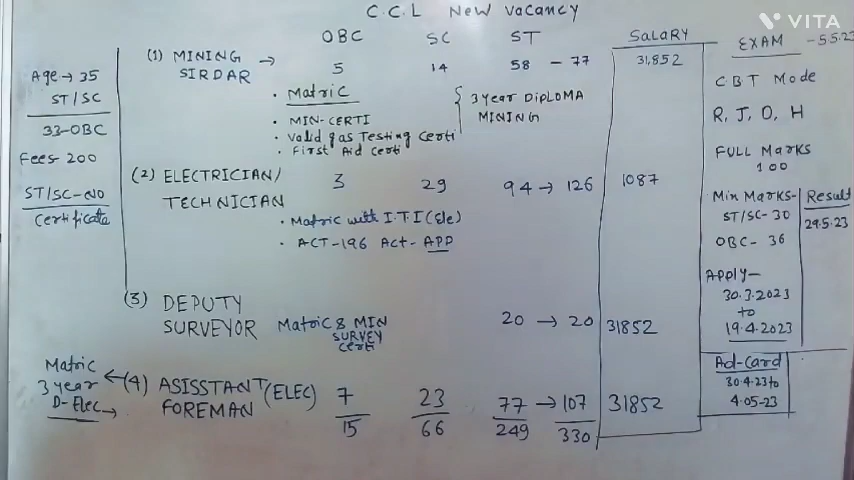 C.C.L New vacancy
VITA
OBC SC ST SALARY EXAM - 5.5.23
(1) MINING SIRDAR → 5 14 58 - 77 31,852
• Matric
• MIN-CERTI
• Valid gas Testing Certi
• First Aid Certi
3 year DIPLOMA
MINING
Age → 35
ST/SC
33-OBC
Fees 200
ST/SC-NO
Certificate
(2) ELECTRICIAN/
TECHNICIAN
3 29 94 → 126 1087
• Matric with I.T.I (Ele)
• ACT-196 Act-APP
(3) DEPUTY
SURVEYOR
Matric & MIN
SURVEY
Certi
20 → 20 31852
Matric
3 year
D-Elec →
← (4) ASISSTANT (ELEC)
FOREMAN
7 23 77 → 107 31852
15 66 249 330
CBT Mode
R, J, O, H
FULL MARKS
100
Min Marks-
ST/SC-30
OBC-36
Result
29.5.23
APPLY-
30.3.2023
to
19.4.2023
Ad-Card
30.4.23 to
4.05-23